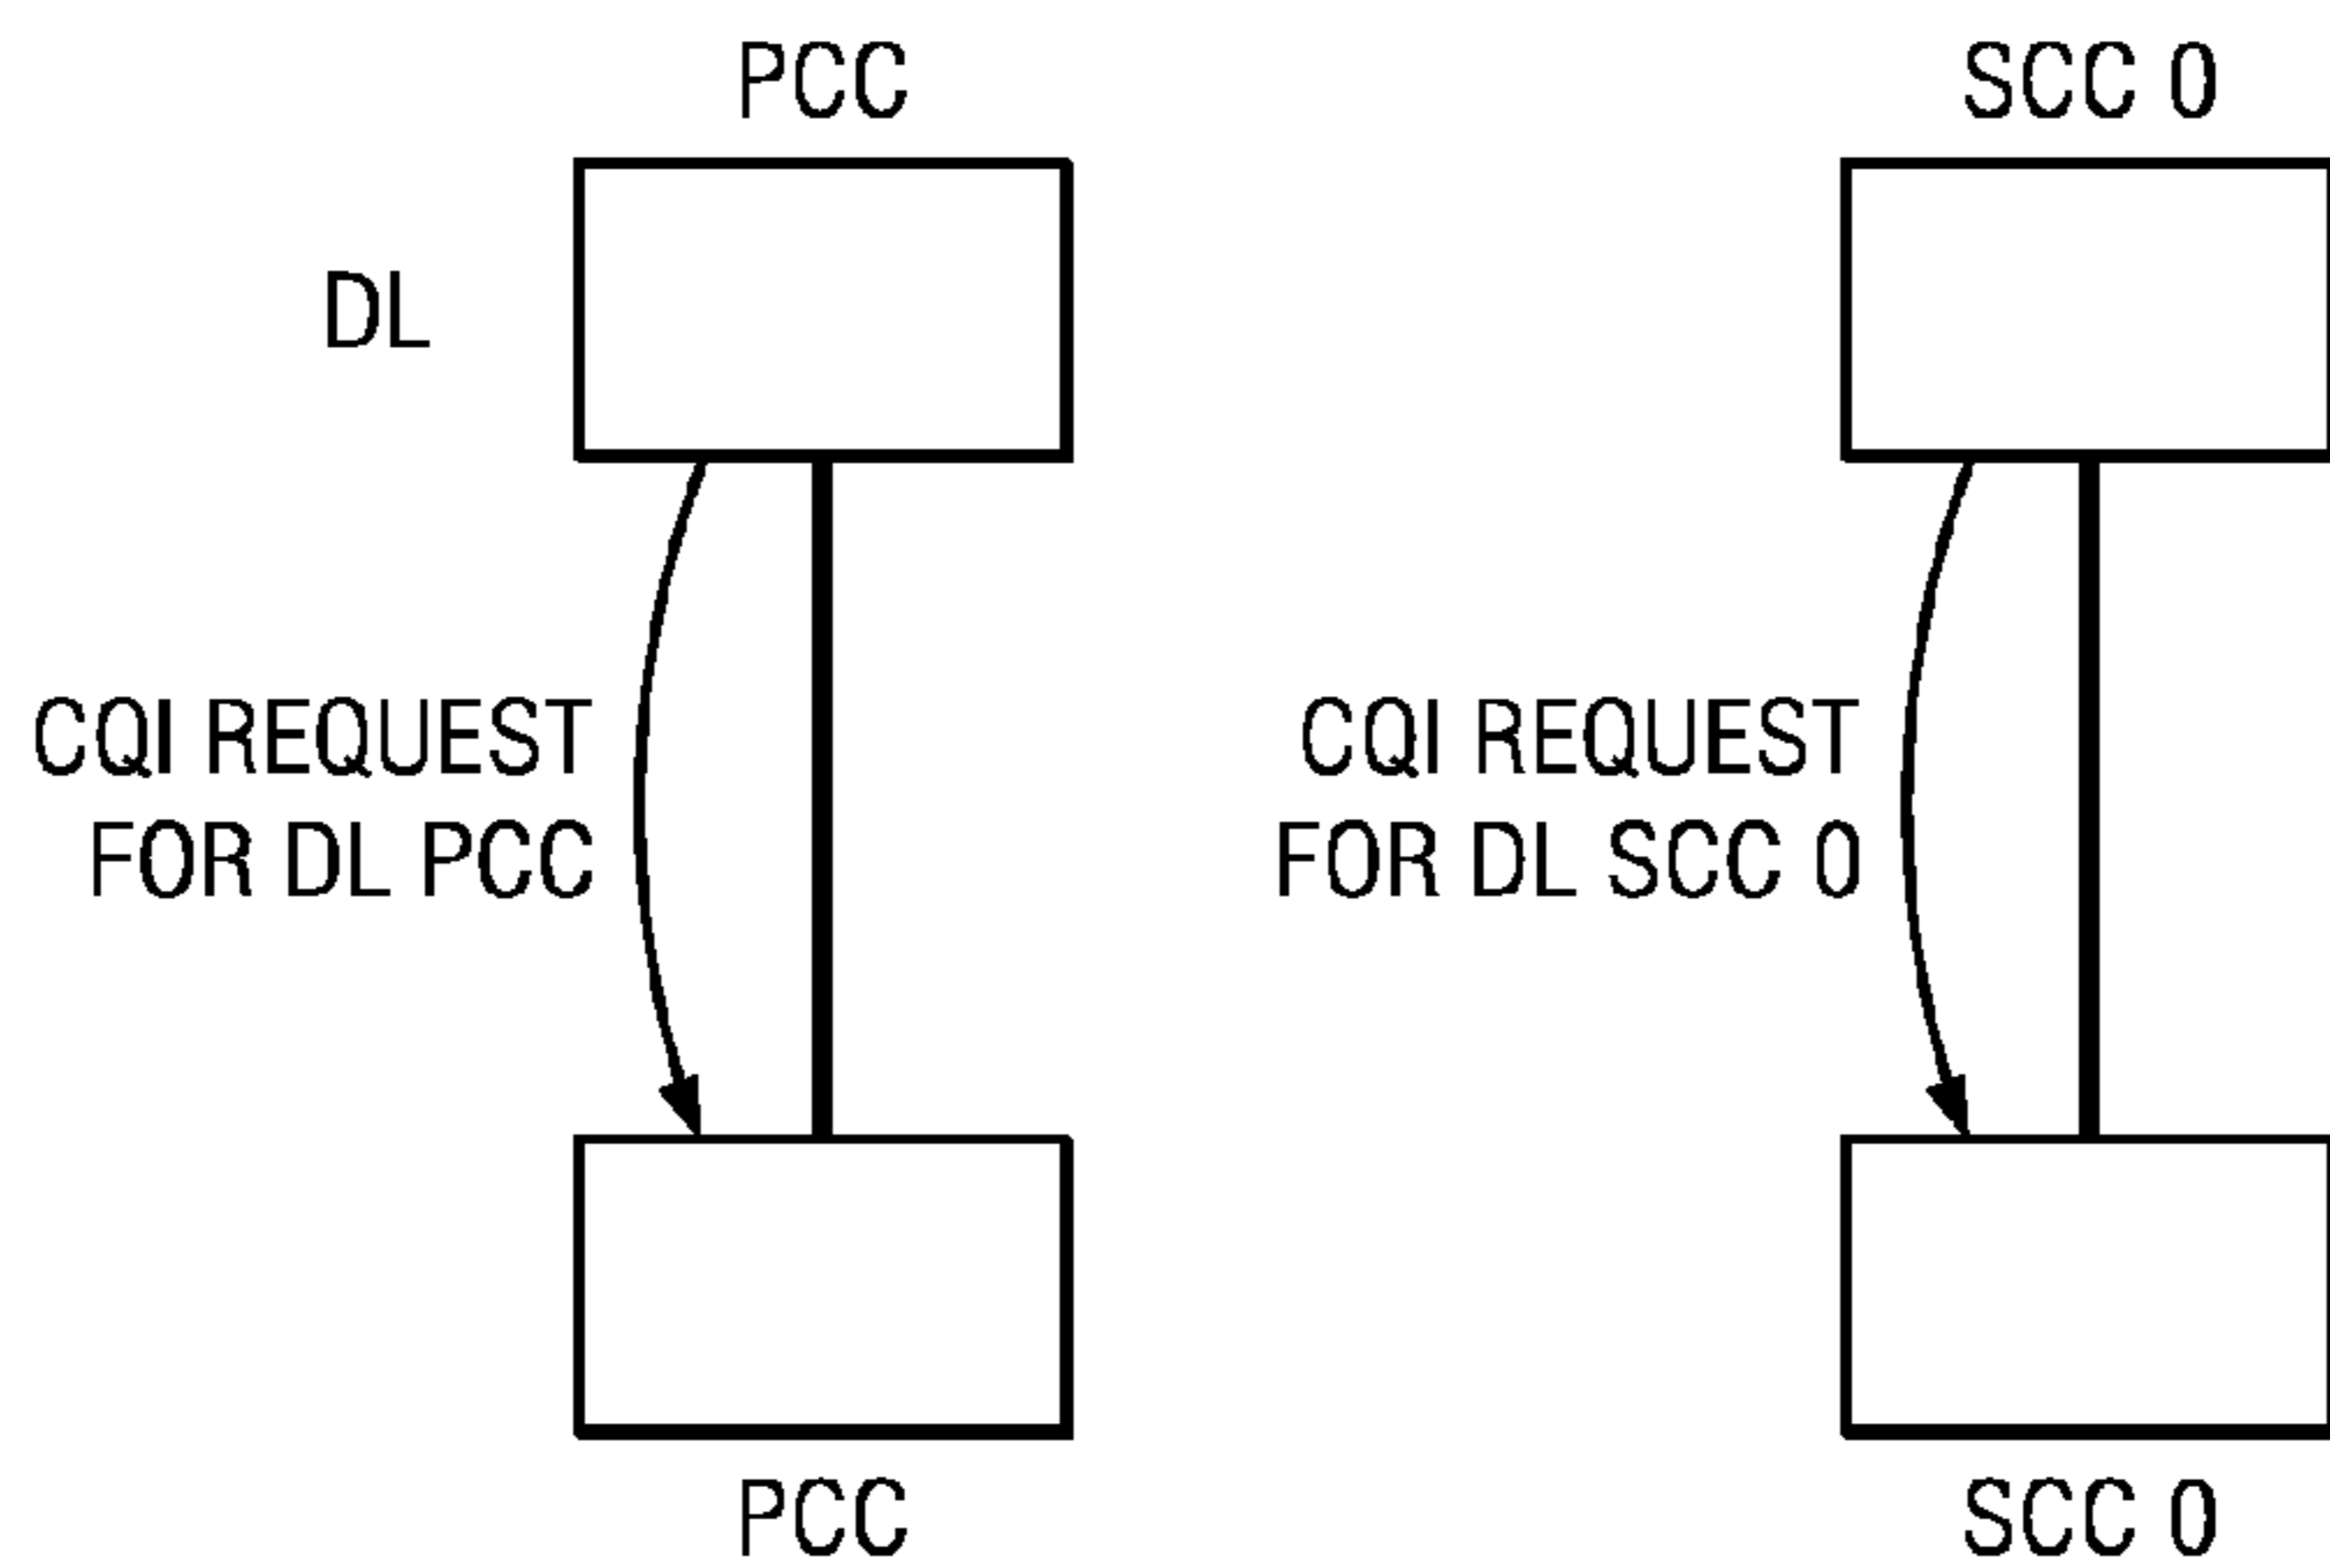 PCC
SCC 0
DL
CQI REQUEST
FOR DL PCC
CQI REQUEST
FOR DL SCC 0
PCC
SCC 0